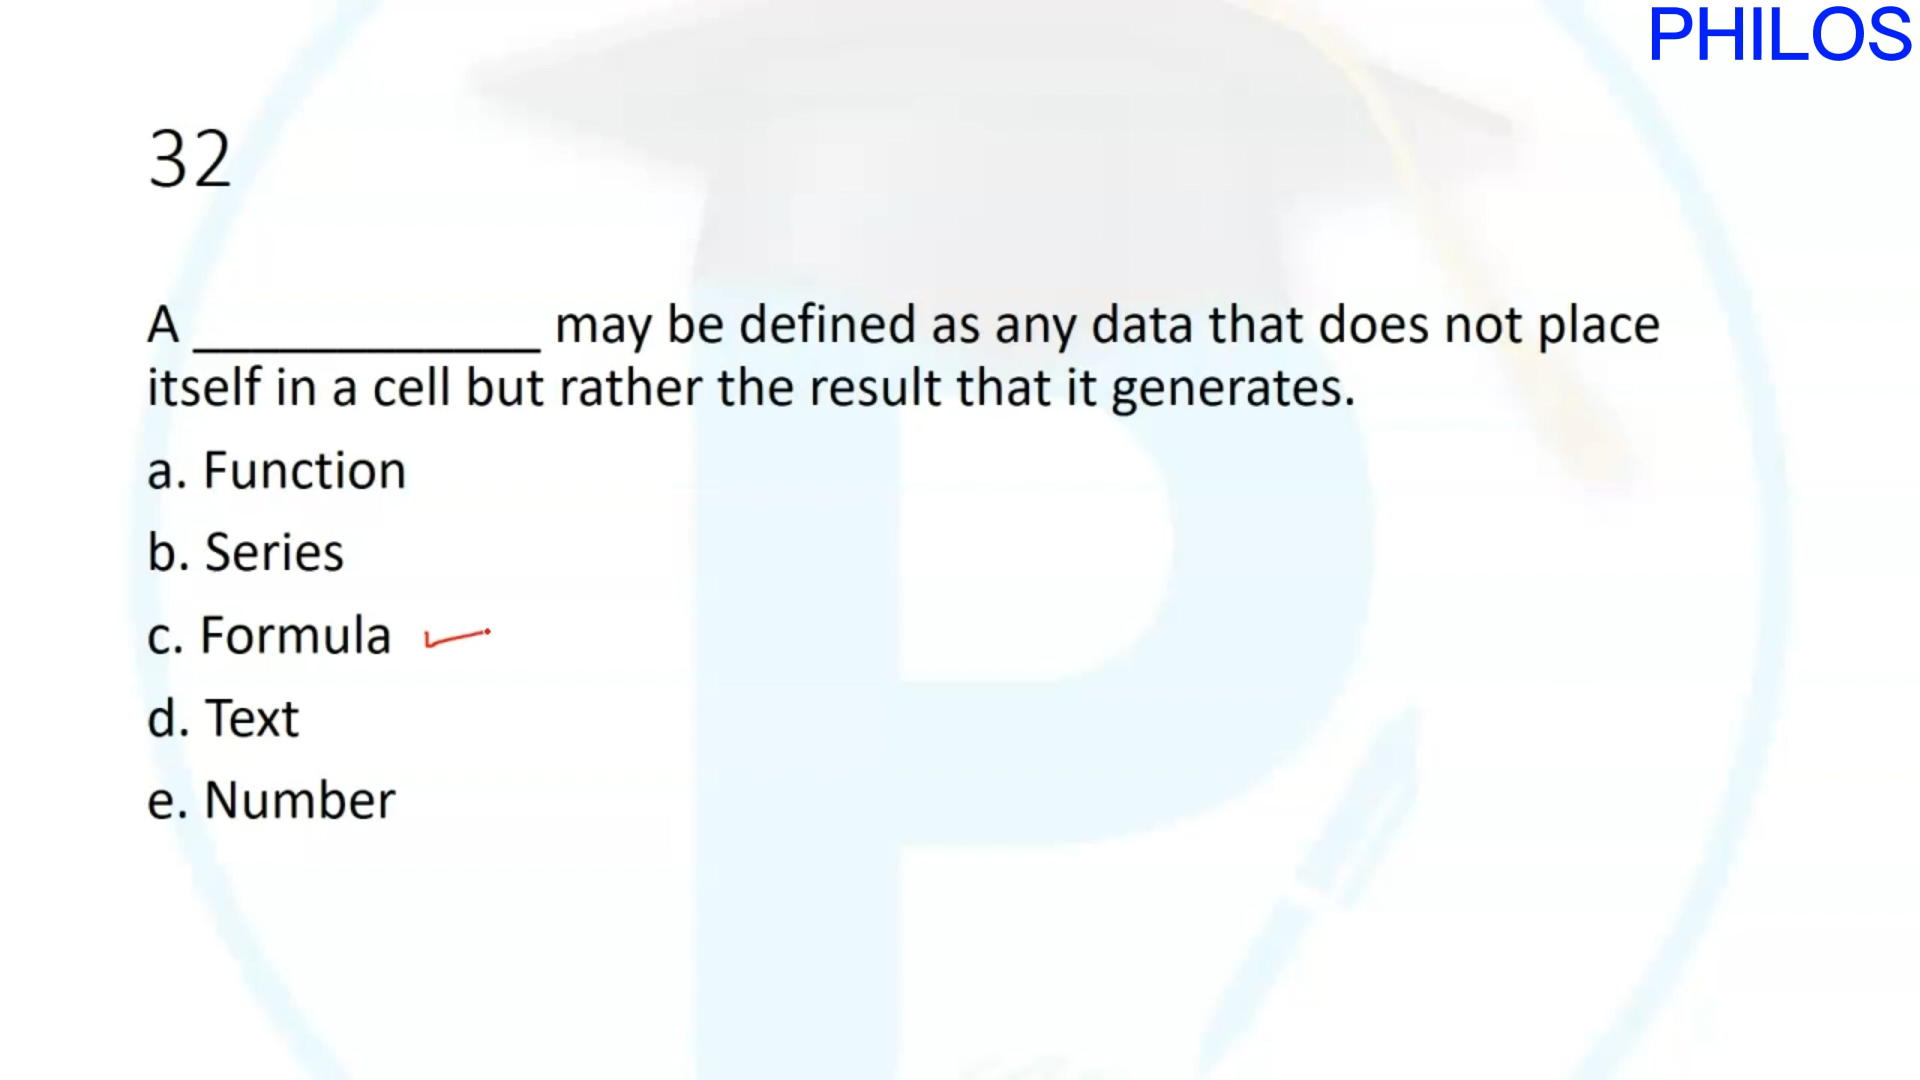 PHILOS
32
A _____________ may be defined as any data that does not place
itself in a cell but rather the result that it generates.
a. Function
b. Series
c. Formula
d. Text
e. Number